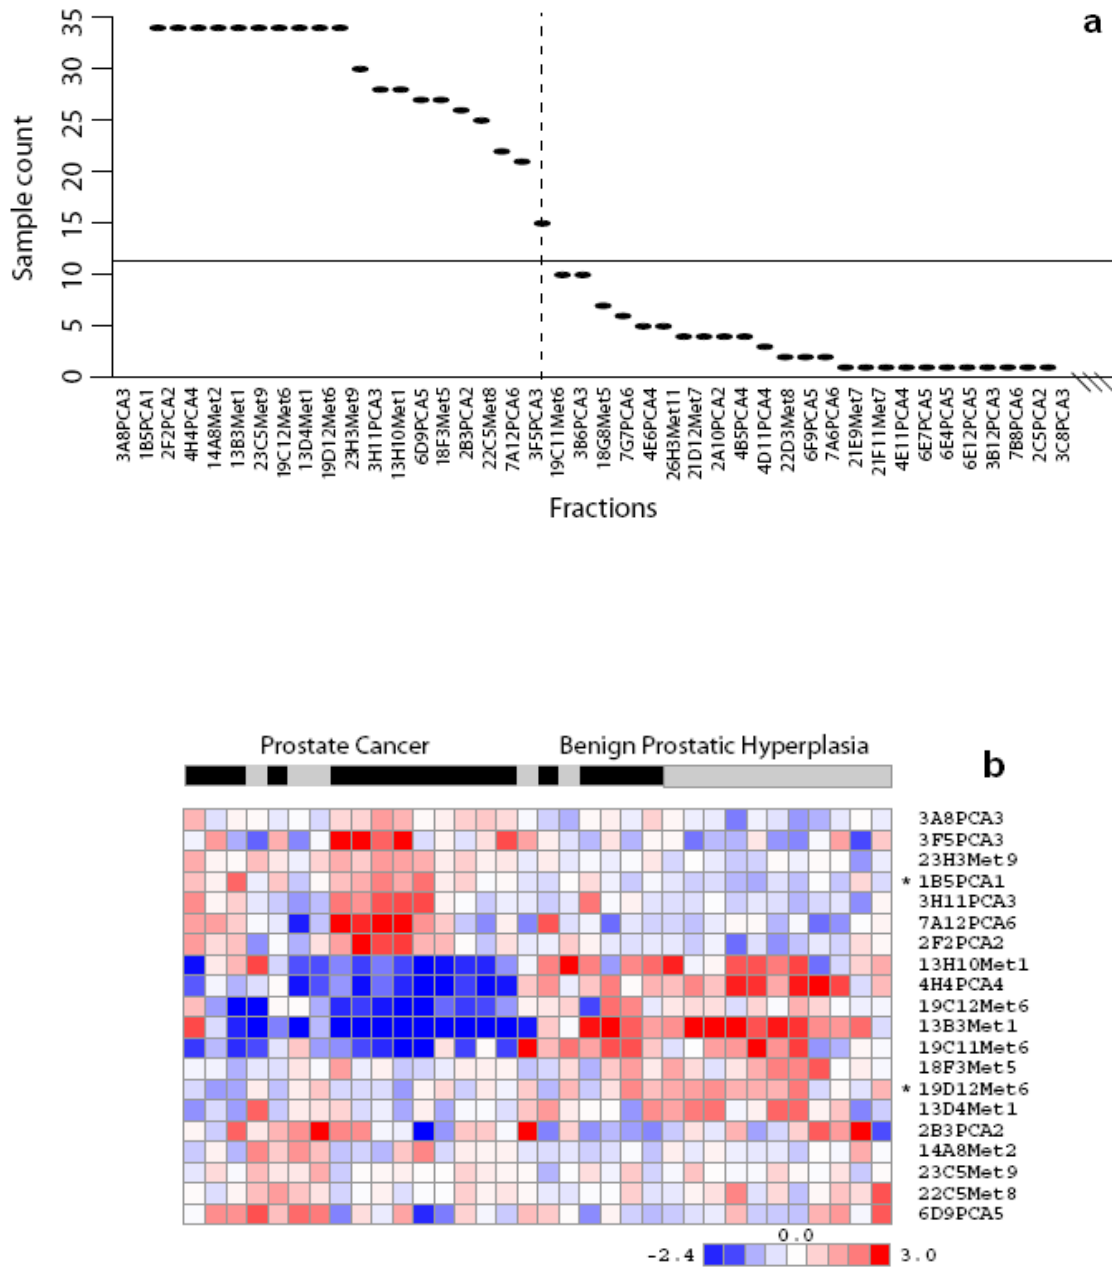 a
35
30
25
20
15
10
5
0
Sample count
3A8PCA3
1B5PCA1
2F2PCA2
4H4PCA4
14A8Met2
13B3Met1
23C5Met9
19C12Met6
13D4Met1
19D12Met6
23H3Met9
3H11PCA3
13H10Met1
6D9PCA5
18F3Met5
2B3PCA2
22C5Met8
7A12PCA6
3F5PCA3
19C11Met6
3B6PCA3
18G8Met5
7G7PCA6
4E6PCA4
26H3Met11
21D12Met7
2A10PCA2
4B5PCA4
4D11PCA4
22D3Met8
6F9PCA5
7A6PCA6
21E9Met7
21F11Met7
4E11PCA4
6E7PCA5
6E4PCA5
6E12PCA5
3B12PCA3
7B8PCA6
2C5PCA2
3C8PCA3
Fractions
Prostate Cancer Benign Prostatic Hyperplasia
b
3A8PCA3
3F5PCA3
23H3Met9
* 1B5PCA1
3H11PCA3
7A12PCA6
2F2PCA2
13H10Met1
4H4PCA4
19C12Met6
13B3Met1
19C11Met6
18F3Met5
* 19D12Met6
13D4Met1
2B3PCA2
14A8Met2
23C5Met9
22C5Met8
6D9PCA5
0.0
-2.4 3.0